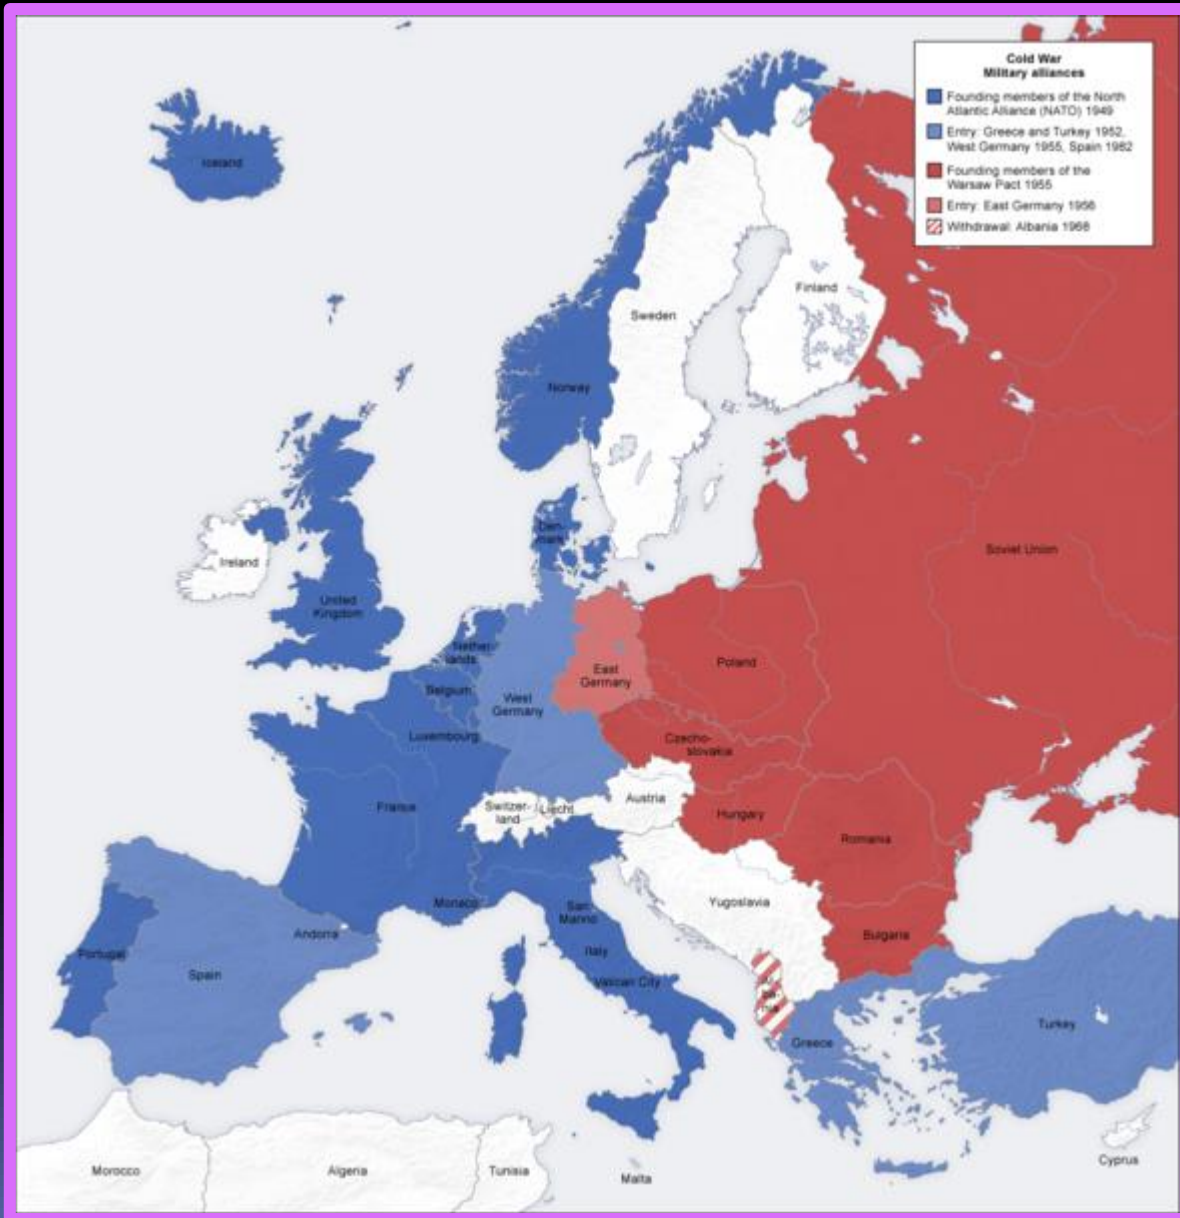 Cold War
Military alliances
Founding members of the North
Atlantic Alliance (NATO) 1949
Entry: Greece and Turkey 1952,
West Germany 1955, Spain 1982
Founding members of the
Warsaw Pact 1955
Entry: East Germany 1956
Withdrawal: Albania 1968
Iceland
Finland
Sweden
Norway
Den-
mark
Soviet Union
Ireland
United
Kingdom
Nether-
lands
Poland
East
Germany
Belgium
West
Germany
Luxembourg
Czecho-
slovakia
Austria
Switzer-
land
Liecht
France
Hungary
Romania
Monaco
San
Marino
Yugoslavia
Andorra
Bulgaria
Portugal
Italy
Spain
Vatican City
Turkey
Greece
Morocco
Algeria
Tunisia
Malta
Cyprus